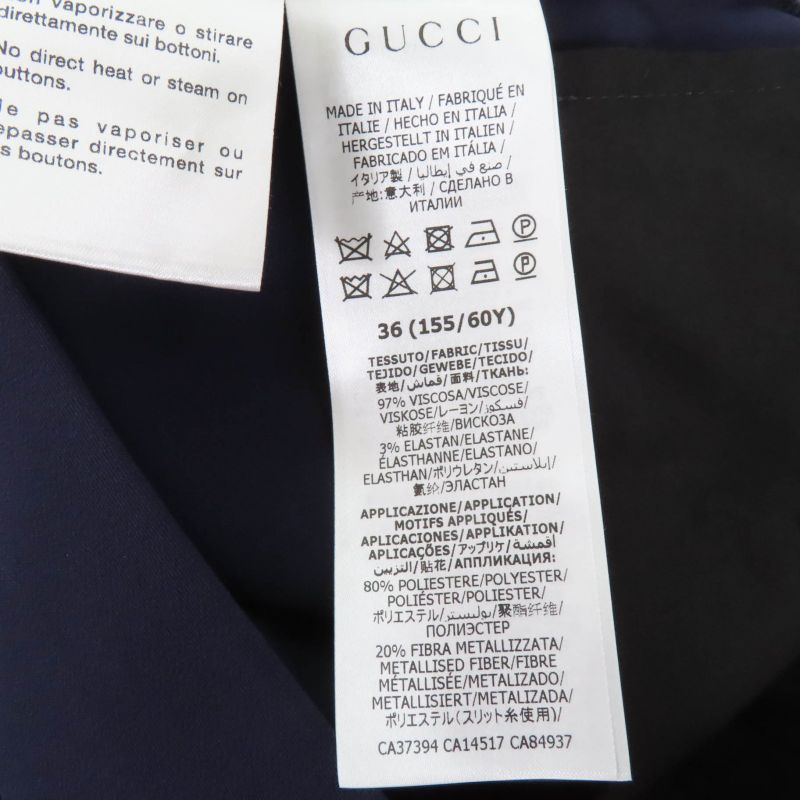 non vaporizzare o stirare
direttamente sui bottoni.
No direct heat or steam on
buttons.
Ne pas vaporiser ou
repasser directement sur
les boutons.
GUCCI
MADE IN ITALY / FABRIQUÉ EN
ITALIE / HECHO EN ITALIA /
HERGESTELLT IN ITALIEN /
FABRICADO EM ITÁLIA /
イタリア製 / صنع في إيطاليا /
产地:意大利 / СДЕЛАНО В
ИТАЛИИ
P
P
36 (155/60Y)
TESSUTO/FABRIC/TISSU/
TEJIDO/GEWEBE/TECIDO/
表地/قماش/面料/ТКАНЬ:
97% VISCOSA/VISCOSE/
VISKOSE/レーヨン/فسكوز/
粘胶纤维/ВИСКОЗА
3% ELASTAN/ELASTANE/
ÉLASTHANNE/ELASTANO/
ELASTHAN/ポリウレタン/إيلاستين/
氨纶/ЭЛАСТАН
APPLICAZIONE/APPLICATION/
MOTIFS APPLIQUÉS/
APLICACIONES/APPLIKATION/
APLICAÇÕES/アップリケ/أقمشة
التزيين/贴花/АППЛИКАЦИЯ:
80% POLIESTERE/POLYESTER/
POLIÉSTER/POLIESTER/
ポリエステル/بوليستر/聚酯纤维/
ПОЛИЭСТЕР
20% FIBRA METALLIZZATA/
METALLISED FIBER/FIBRE
MÉTALLISÉE/METALIZADO/
METALLISIERT/METALIZADA/
ポリエステル(スリット糸使用)/
CA37394 CA14517 CA84937